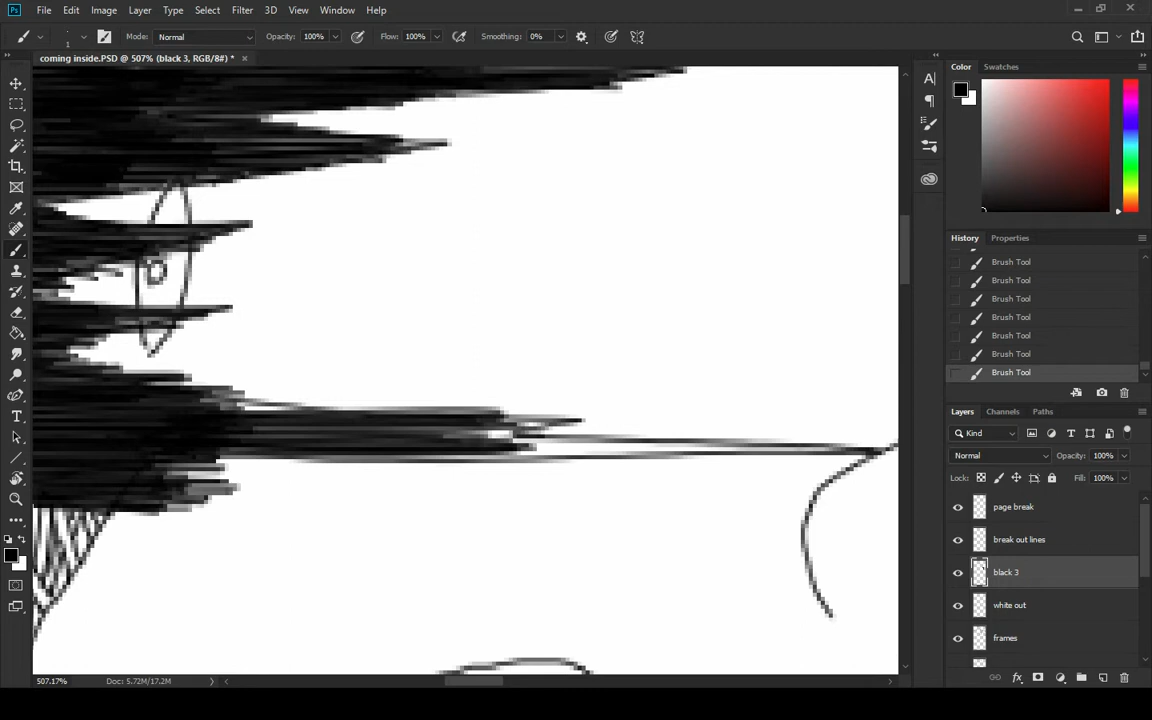 Ps File Edit Image Layer Type Select Filter 3D View Window Help
1 Mode: Normal Opacity: 100% Flow: 100% Smoothing: 0%
coming inside.PSD @ 507% (black 3, RGB/8#) *
Color Swatches
History Properties
Brush Tool
Brush Tool
Brush Tool
Brush Tool
Brush Tool
Brush Tool
Brush Tool
Layers Channels Paths
Kind
Normal Opacity: 100%
Lock: Fill: 100%
page break
break out lines
black 3
white out
frames
507.17% Doc: 5.72M/17.2M